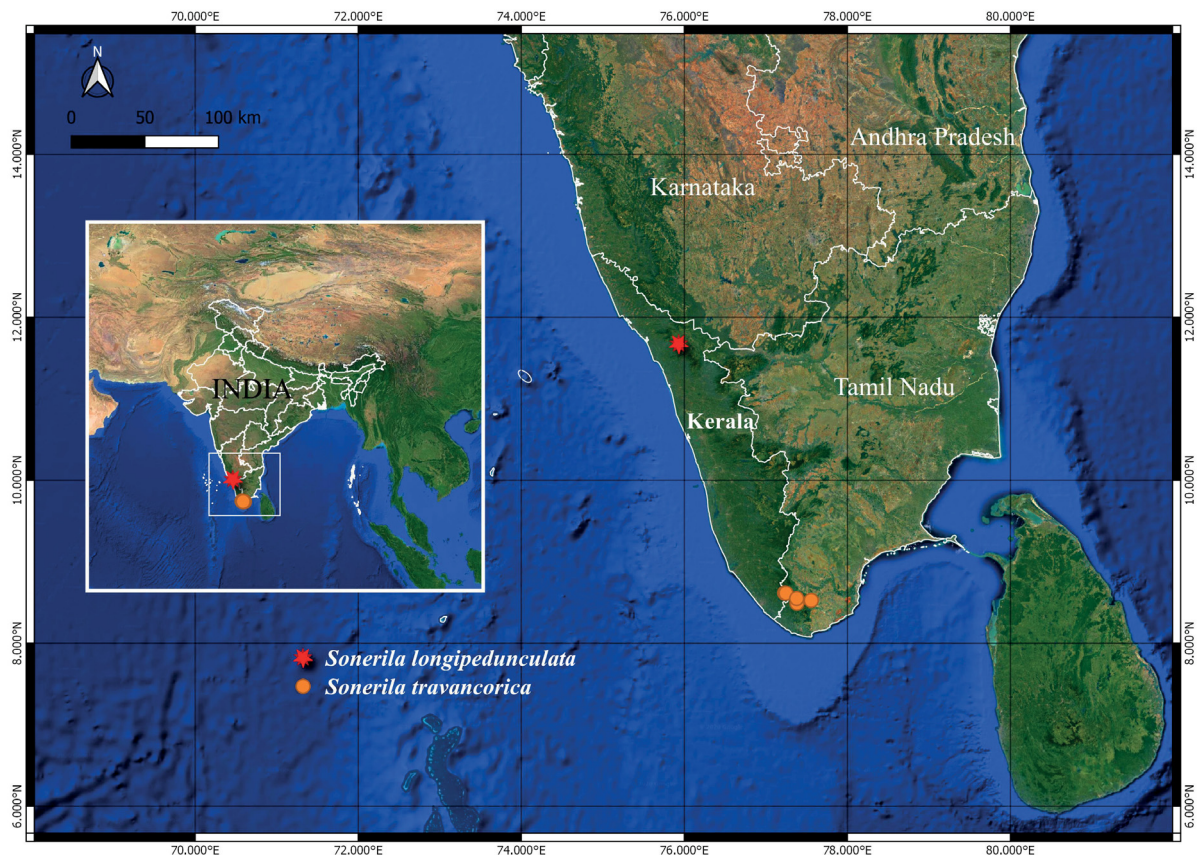 70.000°E 72.000°E 74.000°E 76.000°E 78.000°E 80.000°E
N
0 50 100 km
14.000°N
14.000°N
Andhra Pradesh
Karnataka
12.000°N
12.000°N
INDIA
Tamil Nadu
Kerala
10.000°N
10.000°N
8.000°N
8.000°N
Sonerila longipedunculata
Sonerila travancorica
6.000°N
6.000°N
70.000°E 72.000°E 74.000°E 76.000°E 78.000°E 80.000°E